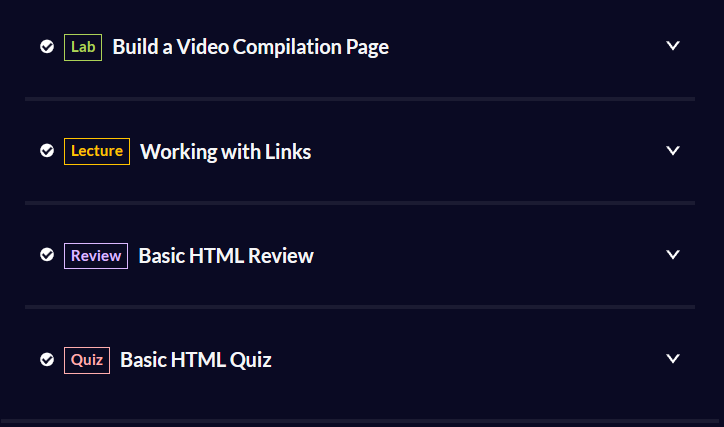 Lab Build a Video Compilation Page
Lecture Working with Links
Review Basic HTML Review
Quiz Basic HTML Quiz